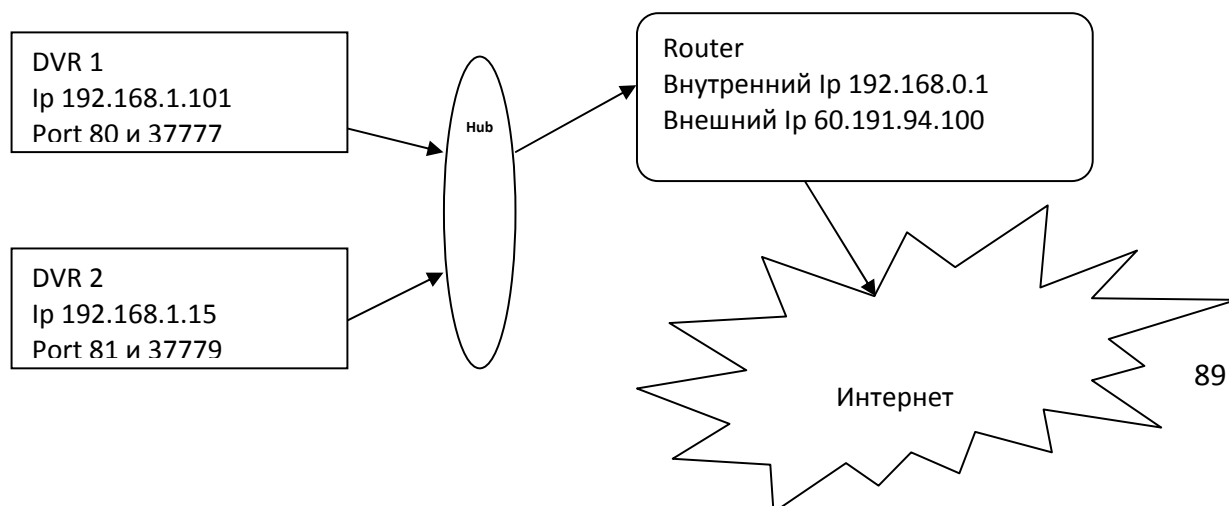 DVR 1
Ip 192.168.1.101
Port 80 и 37777
Hub
Router
Внутренний Ip 192.168.0.1
Внешний Ip 60.191.94.100
DVR 2
Ip 192.168.1.15
Port 81 и 37779
Интернет
89